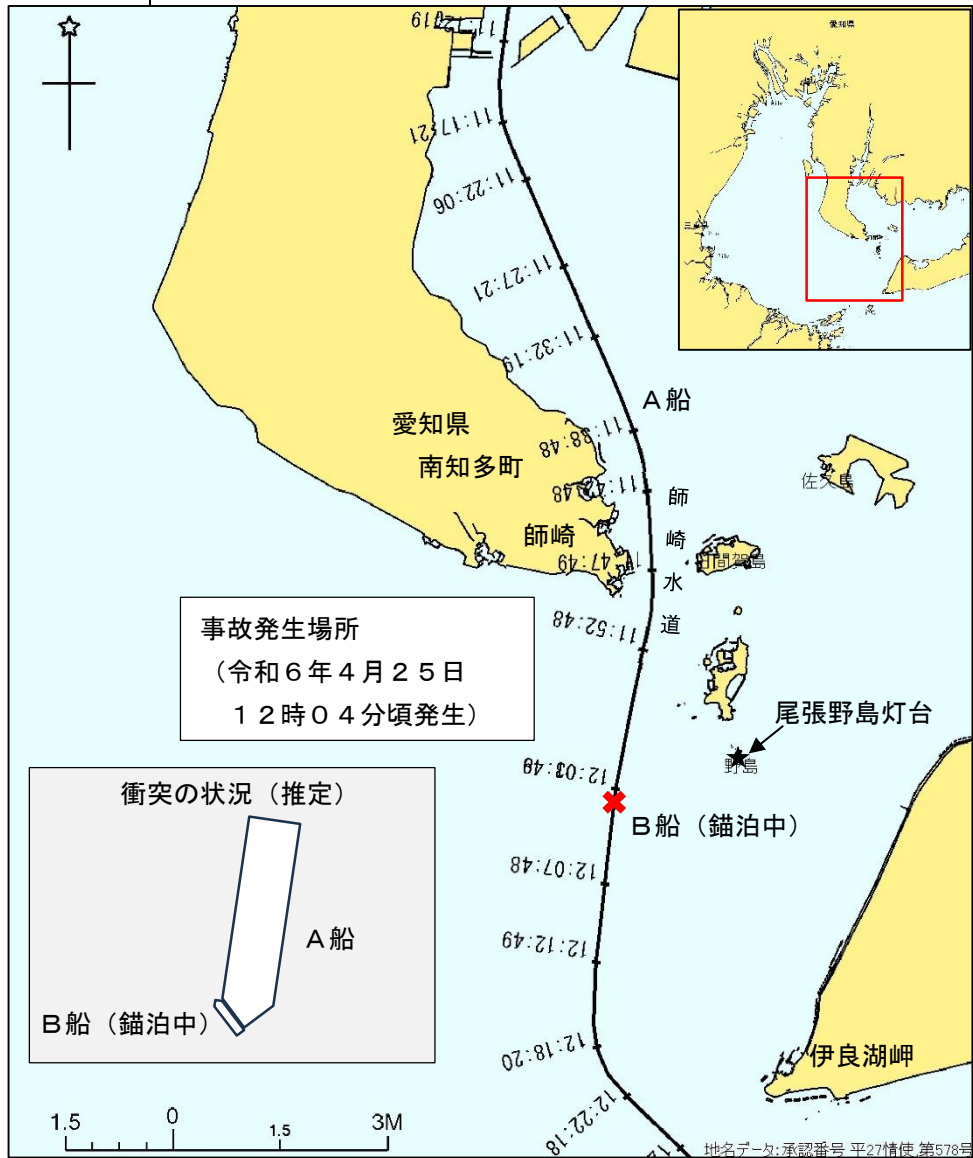 11:12:19
11:17:21
11:22:06
11:27:21
11:32:19
11:38:48
11:42:48
11:47:49
11:52:48
12:07:48
12:12:49
12:18:20
12:22:18
愛知県
A船
愛知県
南知多町
師崎
師崎水道
佐久島
日間賀島
事故発生場所
(令和6年4月25日
12時04分頃発生)
尾張野島灯台
野島
B船(錨泊中)
衝突の状況(推定)
A船
B船(錨泊中)
伊良湖岬
1.5
0
1.5
3M
地名データ:承認番号 平27情使,第578号